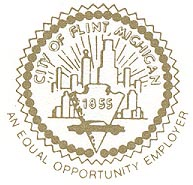 CITY OF FLINT, MICHIGAN
1855
AN EQUAL OPPORTUNITY EMPLOYER